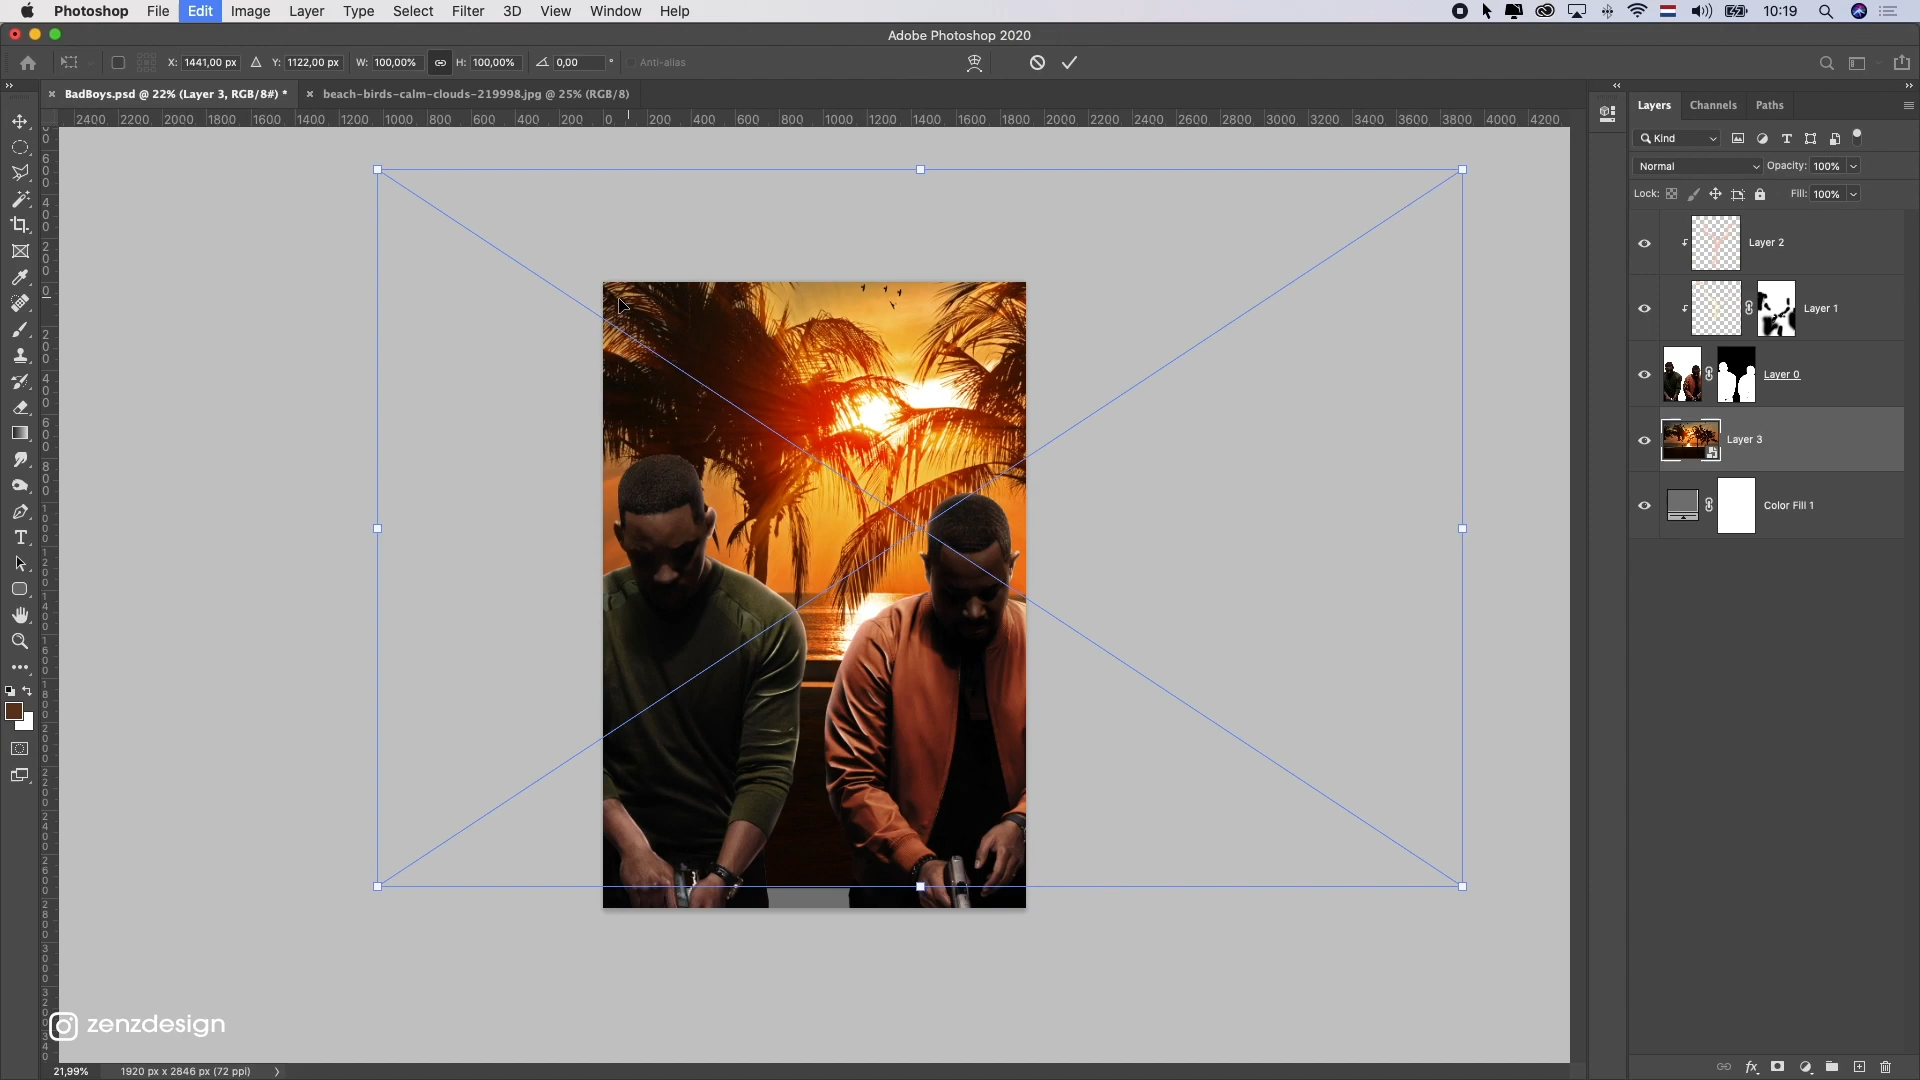 Photoshop File Edit Image Layer Type Select Filter 3D View Window Help 10:19
Adobe Photoshop 2020
X: 1441,00 px Y: 1122,00 px W: 100,00% H: 100,00% 0,00 ° Anti-alias
BadBoys.psd @ 22% (Layer 3, RGB/8#) * beach-birds-calm-clouds-219998.jpg @ 25% (RGB/8)
2400 2200 2000 1800 1600 1400 1200 1000 800 600 400 200 0 200 400 600 800 1000 1200 1400 1600 1800 2000 2200 2400 2600 2800 3000 3200 3400 3600 3800 4000 4200
Layers Channels Paths
Kind
Normal Opacity: 100%
Lock: Fill: 100%
Layer 2
Layer 1
Layer 0
Layer 3
Color Fill 1
zenzdesign
21,99% 1920 px x 2846 px (72 ppi)